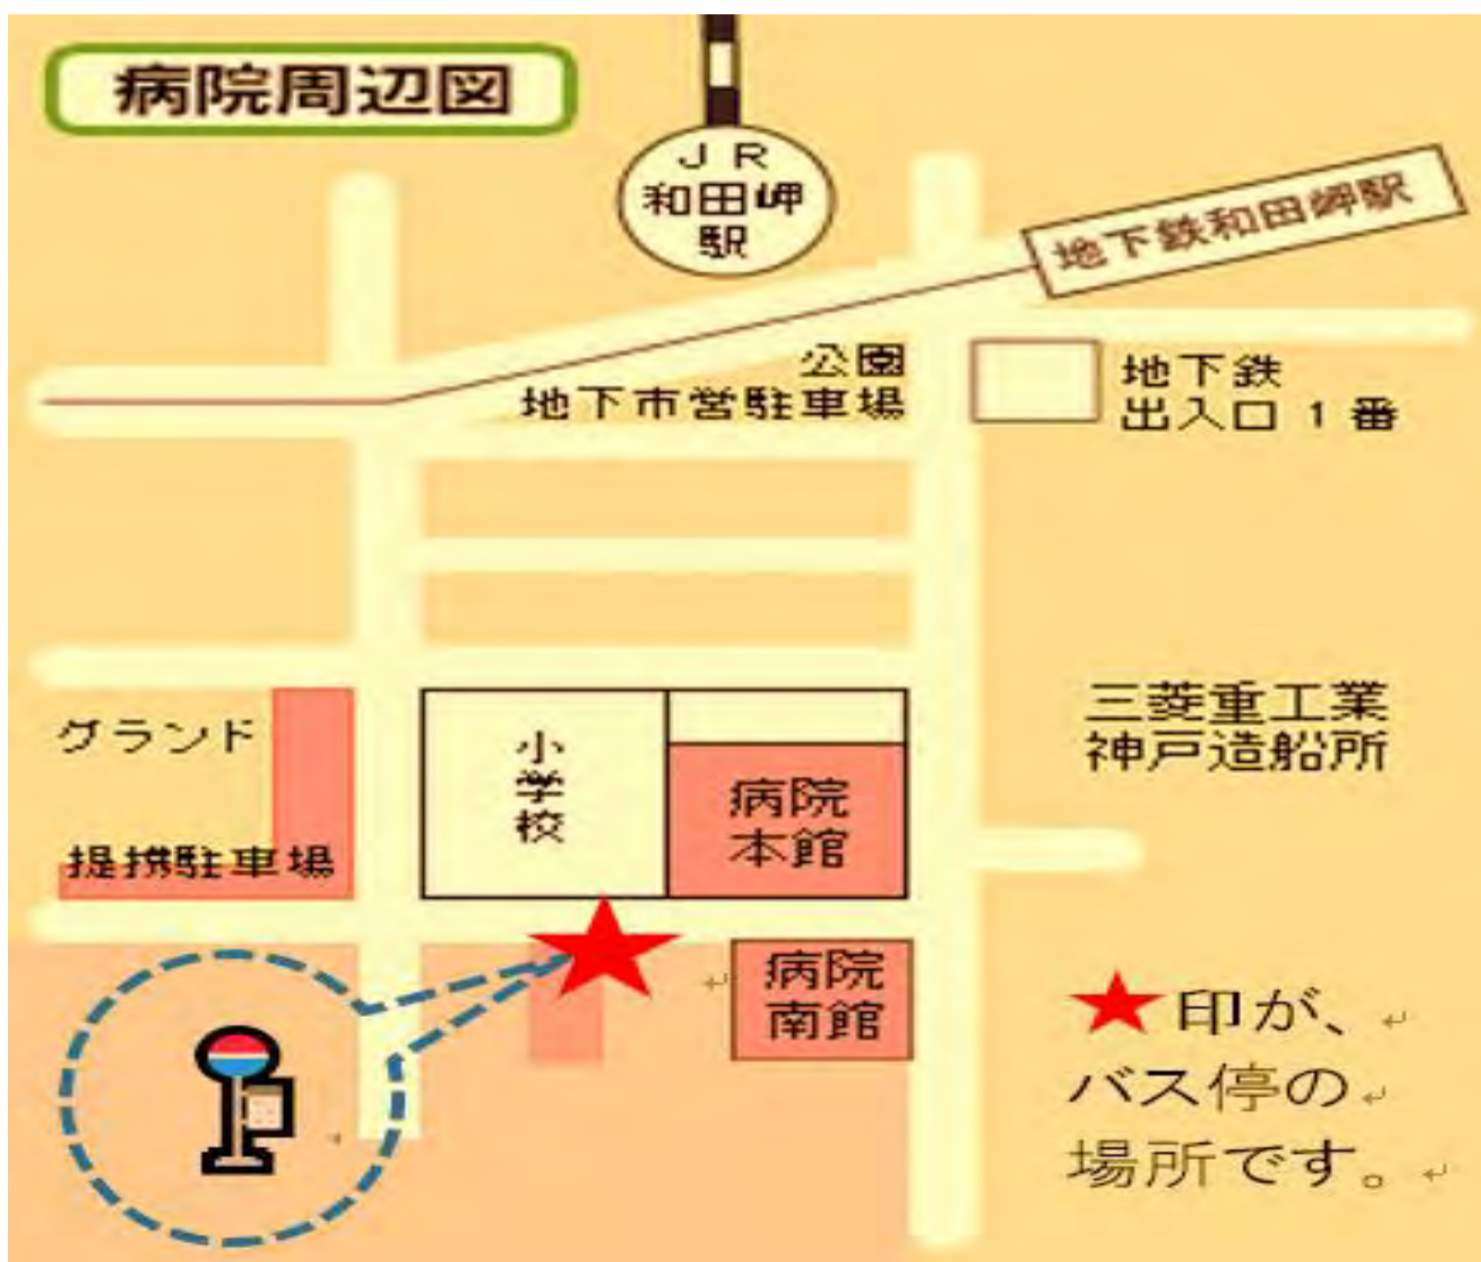 病院周辺図
JR
和田岬
駅
地下鉄和田岬駅
公園
地下市営駐車場
地下鉄
出入口 1 番
グランド
提携駐車場
小学校
病院
本館
三菱重工業
神戸造船所
病院
南館
★印が、
バス停の
場所です。